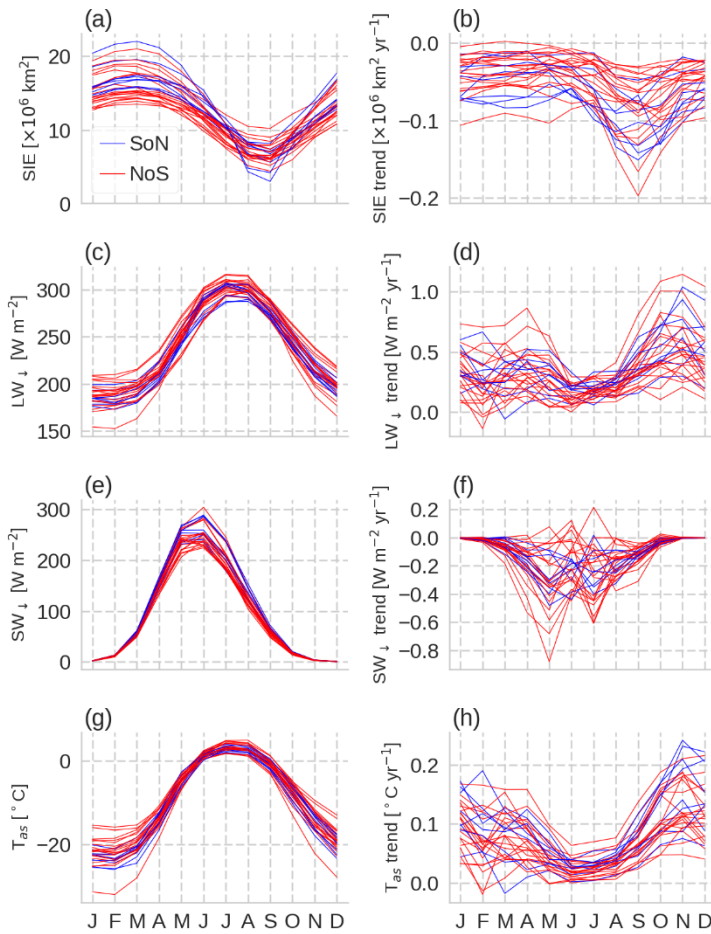 (a)
SIE [×10⁶ km²]
20
10
0
SoN
NoS
(b)
SIE trend [×10⁶ km² yr⁻¹]
0.0
−0.1
−0.2
(c)
LW↓ [W m⁻²]
300
250
200
150
(d)
LW↓ trend [W m⁻² yr⁻¹]
1.0
0.5
0.0
(e)
SW↓ [W m⁻²]
300
200
100
0
(f)
SW↓ trend [W m⁻² yr⁻¹]
0.2
0.0
−0.2
−0.4
−0.6
−0.8
(g)
T_as [°C]
0
−20
J F M A M J J A S O N D
(h)
T_as trend [°C yr⁻¹]
0.2
0.1
0.0
J F M A M J J A S O N D